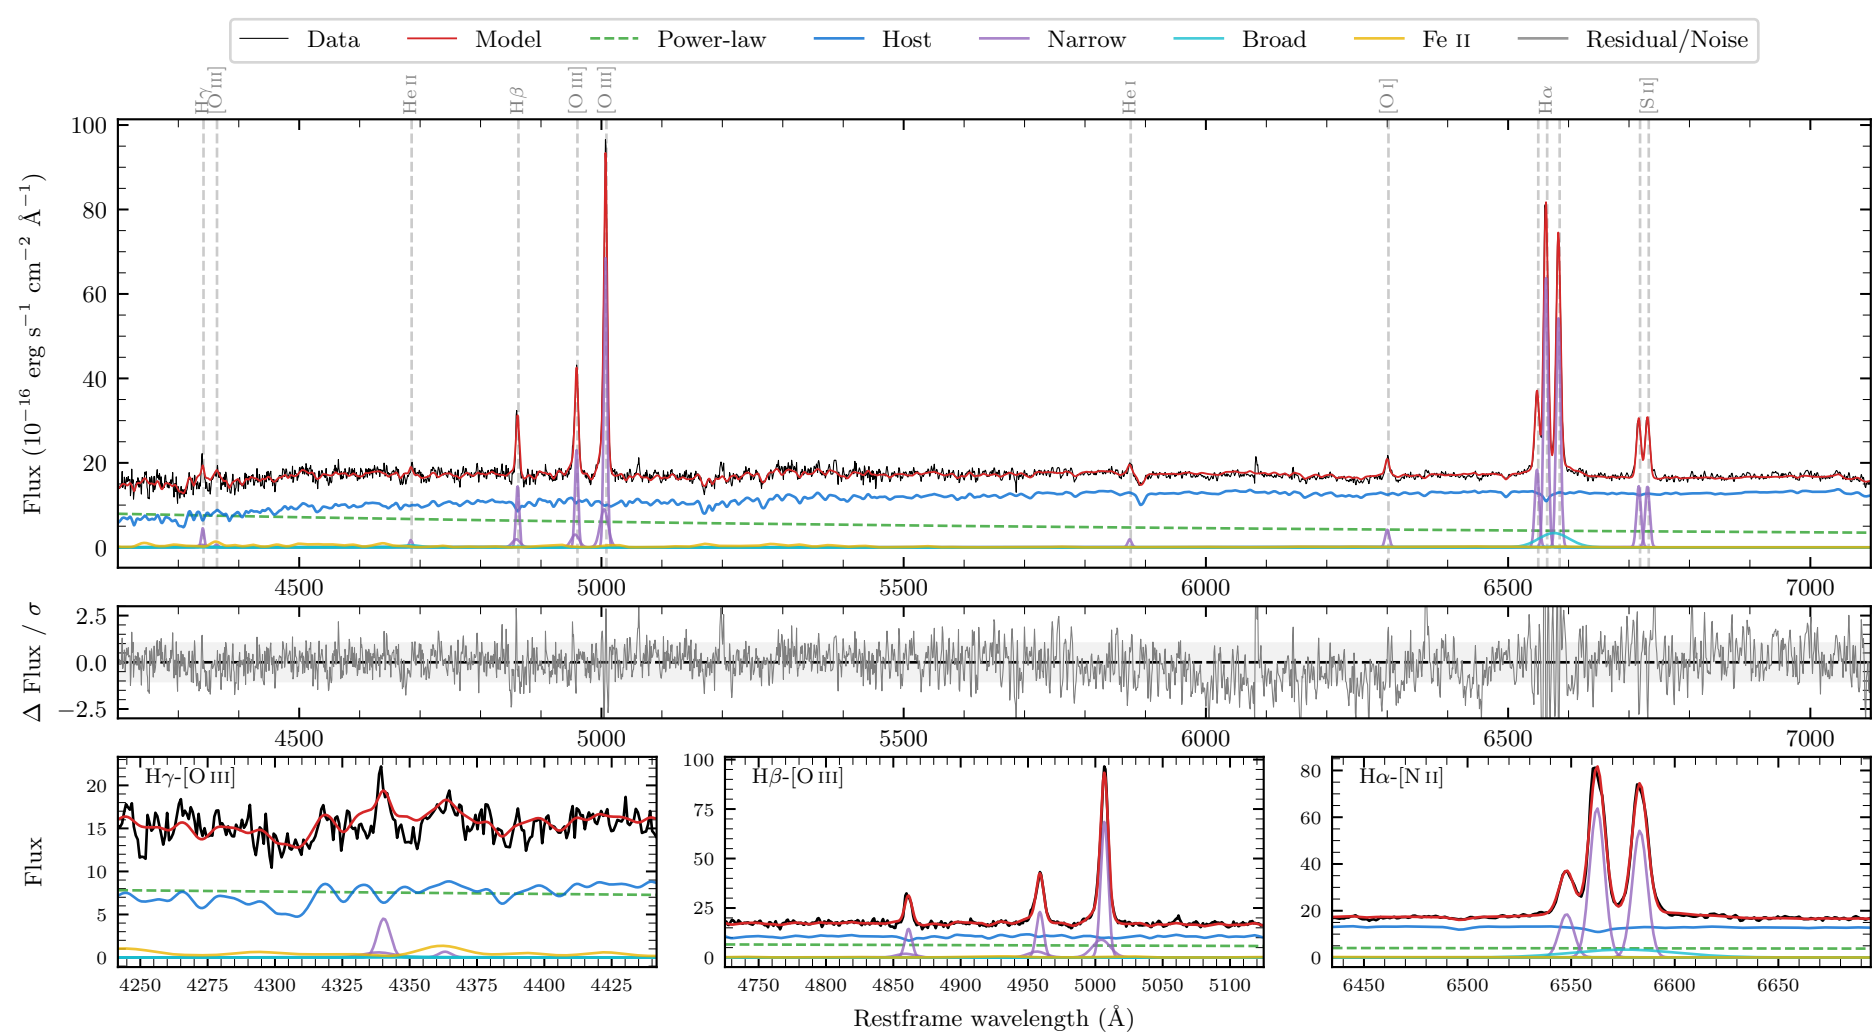 Data Model Power-law Host Narrow Broad Fe II Residual/Noise
Hγ [O III] He II Hβ [O III] [O III] He I [O I] Hα [S II]
Flux (10⁻¹⁶ erg s⁻¹ cm⁻² Å⁻¹)
100
80
60
40
20
0
4500 5000 5500 6000 6500 7000
Δ Flux / σ
2.5
0.0
−2.5
4500 5000 5500 6000 6500 7000
Flux
Hγ-[O III]
20
15
10
5
0
4250 4275 4300 4325 4350 4375 4400 4425
Hβ-[O III]
100
75
50
25
0
4750 4800 4850 4900 4950 5000 5050 5100
Hα-[N II]
80
60
40
20
0
6450 6500 6550 6600 6650
Restframe wavelength (Å)